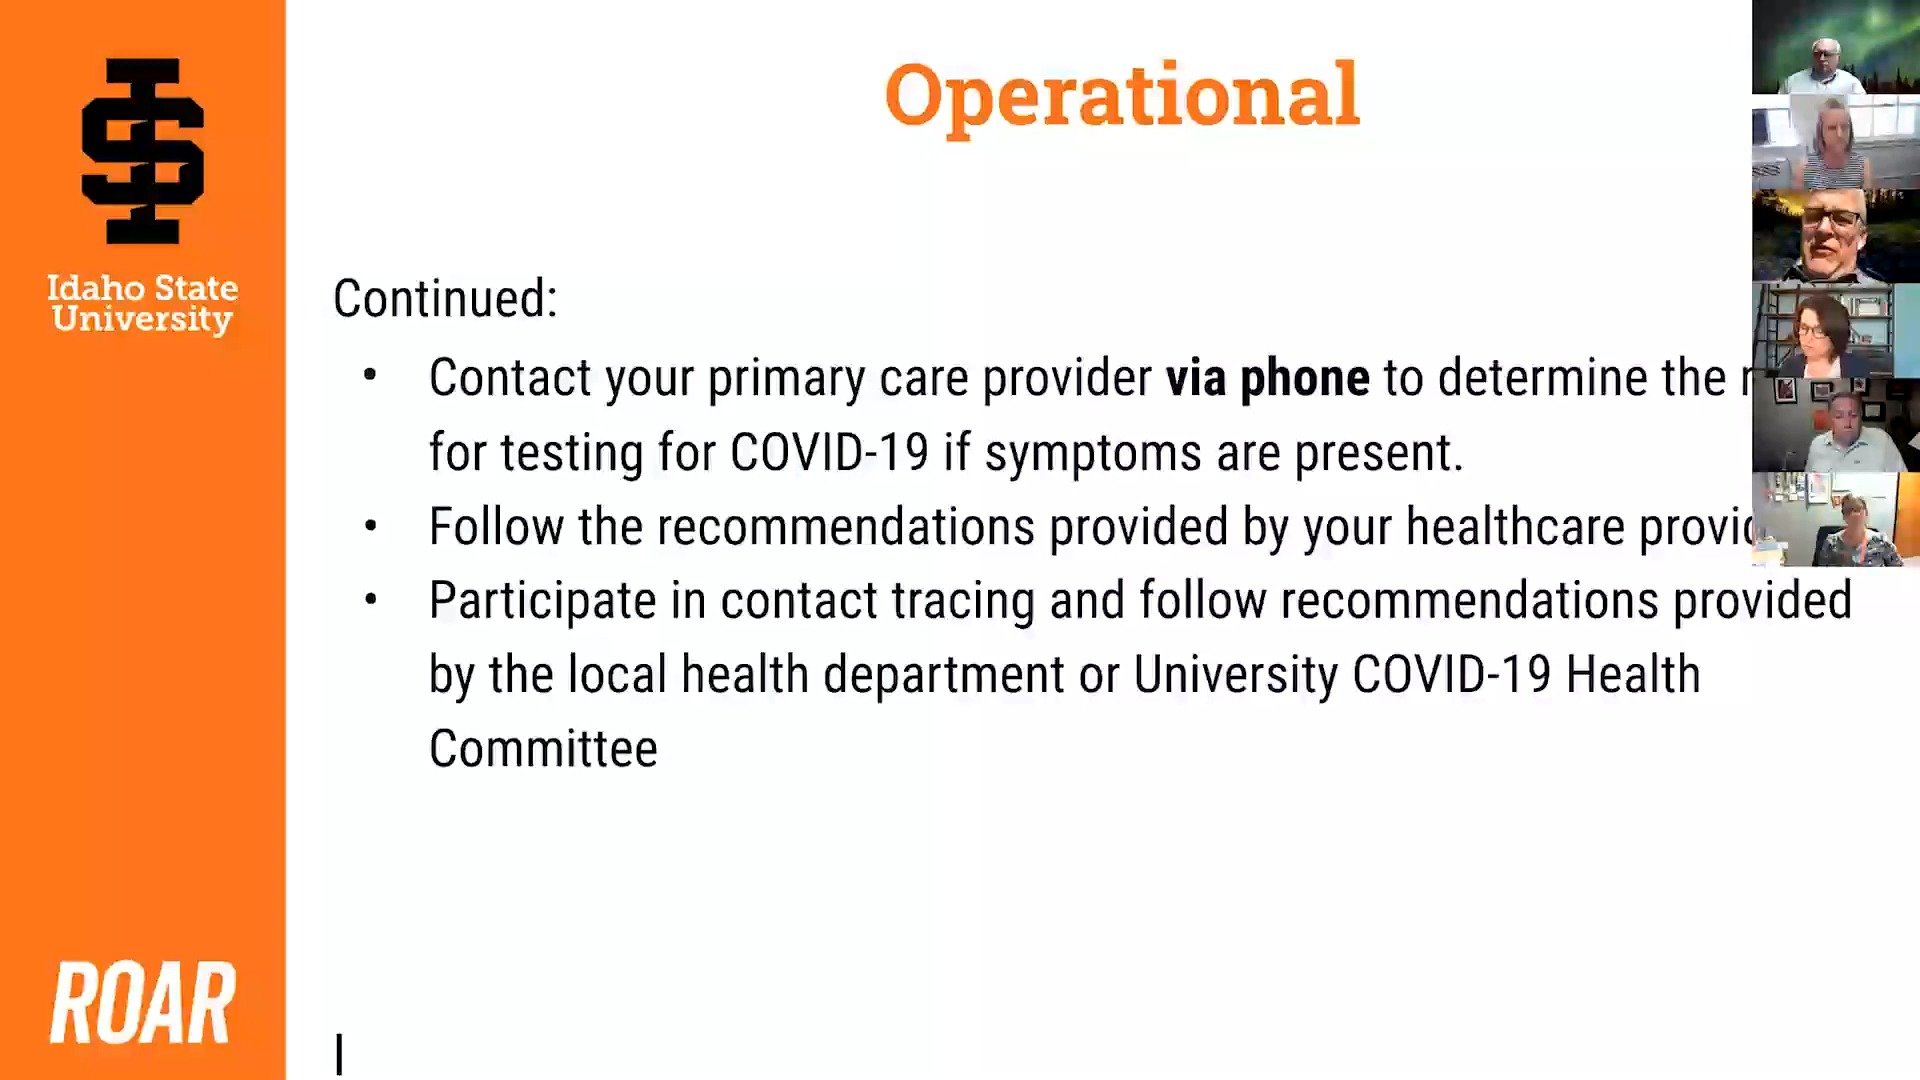 Operational
Idaho State
University
Continued:
• Contact your primary care provider via phone to determine the
for testing for COVID-19 if symptoms are present.
• Follow the recommendations provided by your healthcare
• Participate in contact tracing and follow recommendations provided
by the local health department or University COVID-19 Health
Committee
ROAR